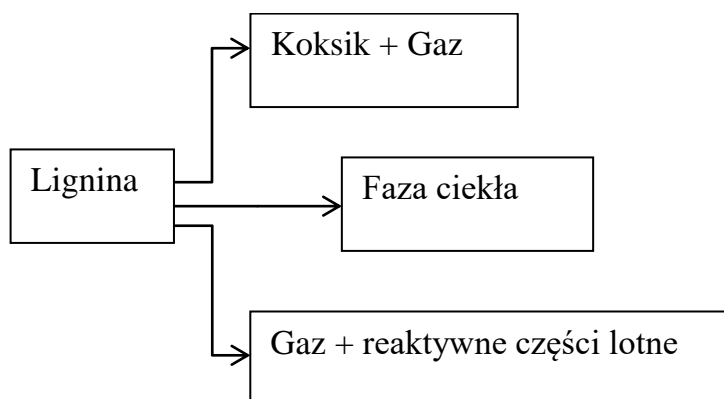 Koksik + Gaz
Lignina
Faza ciekła
Gaz + reaktywne części lotne